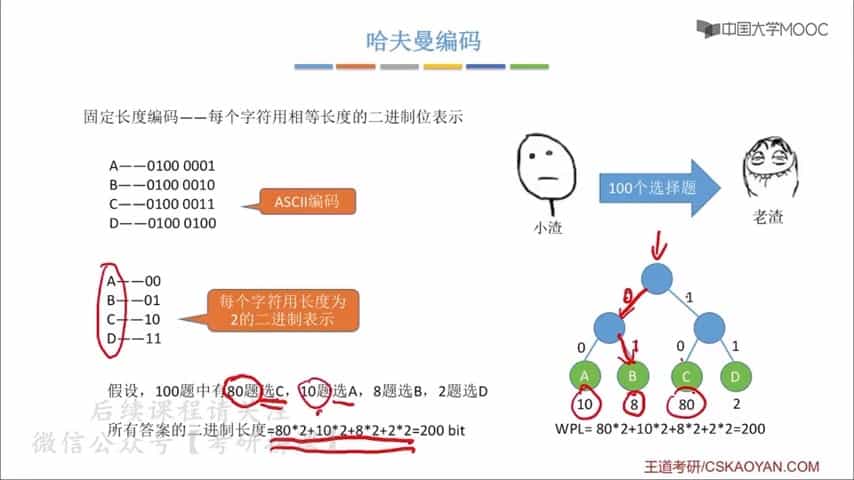 哈夫曼编码
中国大学MOOC
固定长度编码——每个字符用相等长度的二进制位表示
A——0100 0001
B——0100 0010
C——0100 0011
D——0100 0100
ASCII编码
小渣
100个选择题
老渣
A——00
B——01
C——10
D——11
每个字符用长度为
2的二进制表示
0 1
0 1 0 1
A B C D
10 8 80 2
假设，100题中有80题选C，10题选A，8题选B，2题选D
所有答案的二进制长度=80*2+10*2+8*2+2*2=200 bit
WPL= 80*2+10*2+8*2+2*2=200
后续课程请关注
微信公众号【考研
王道考研/CSKAOYAN.COM